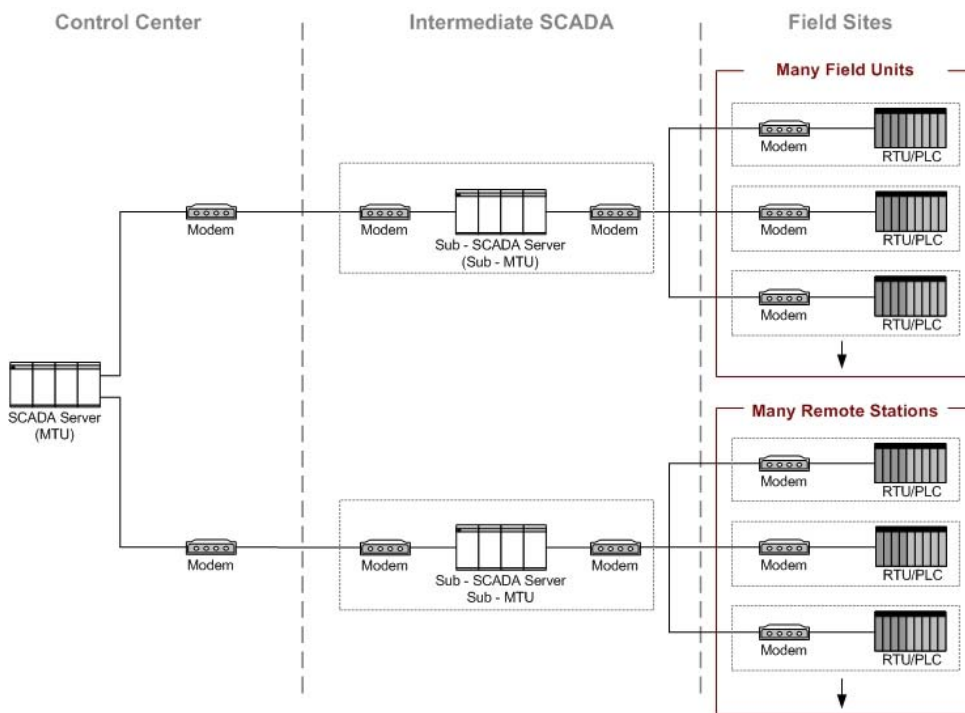 Control Center
Intermediate SCADA
Field Sites
Many Field Units
Modem
RTU/PLC
Modem
Modem
Sub - SCADA Server
(Sub - MTU)
Modem
Modem
RTU/PLC
Modem
RTU/PLC
SCADA Server
(MTU)
Many Remote Stations
Modem
RTU/PLC
Modem
Modem
Sub - SCADA Server
Sub - MTU
Modem
Modem
RTU/PLC
Modem
RTU/PLC